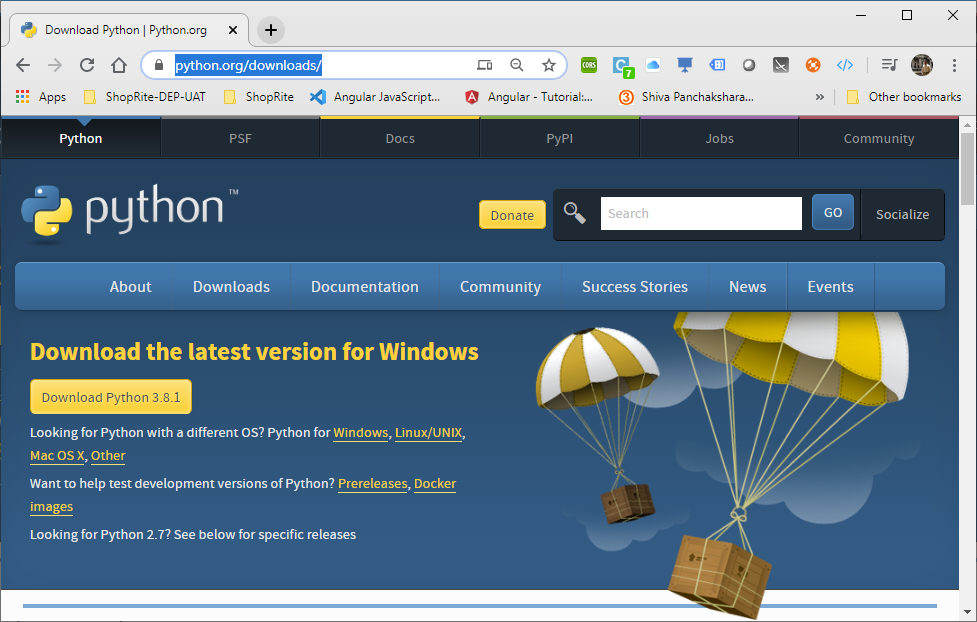 Download Python | Python.org
python.org/downloads/
CORS
7
Apps
ShopRite-DEP-UAT
ShopRite
Angular JavaScript...
Angular - Tutorial:...
3
Shiva Panchakshara...
»
Other bookmarks
Python
PSF
Docs
PyPI
Jobs
Community
python™
Donate
Search
GO
Socialize
About
Downloads
Documentation
Community
Success Stories
News
Events
Download the latest version for Windows
Download Python 3.8.1
Looking for Python with a different OS? Python for Windows, Linux/UNIX,
Mac OS X, Other
Want to help test development versions of Python? Prereleases, Docker
images
Looking for Python 2.7? See below for specific releases